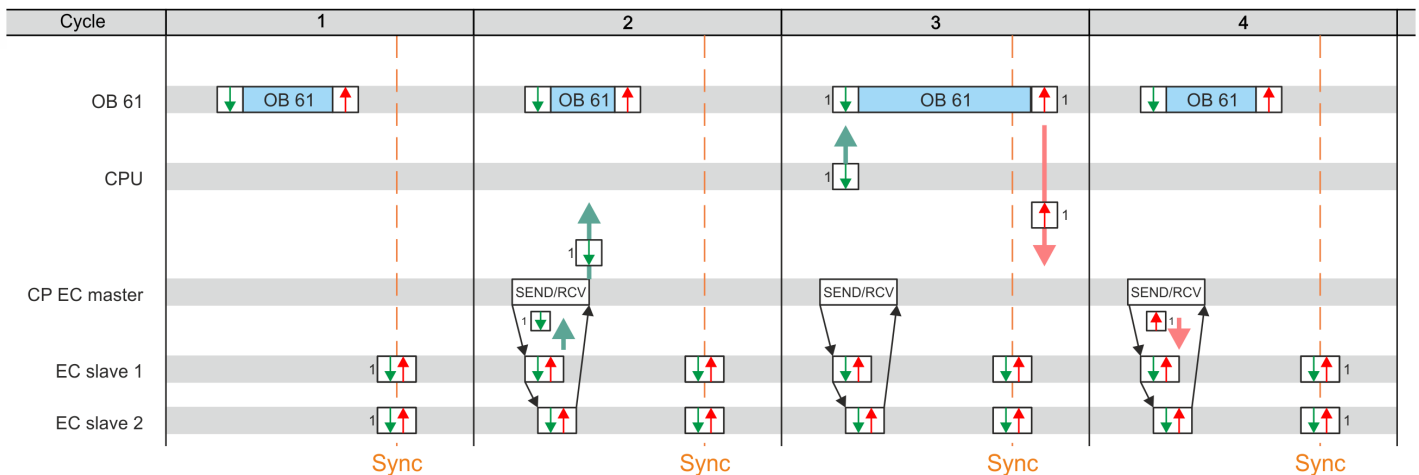 Cycle 1 2 3 4
OB 61 OB 61 OB 61 1 OB 61 1 OB 61
CPU 1
1
1
CP EC master SEND/RCV SEND/RCV SEND/RCV
1 1
EC slave 1 1 1
EC slave 2 1 1
Sync Sync Sync Sync